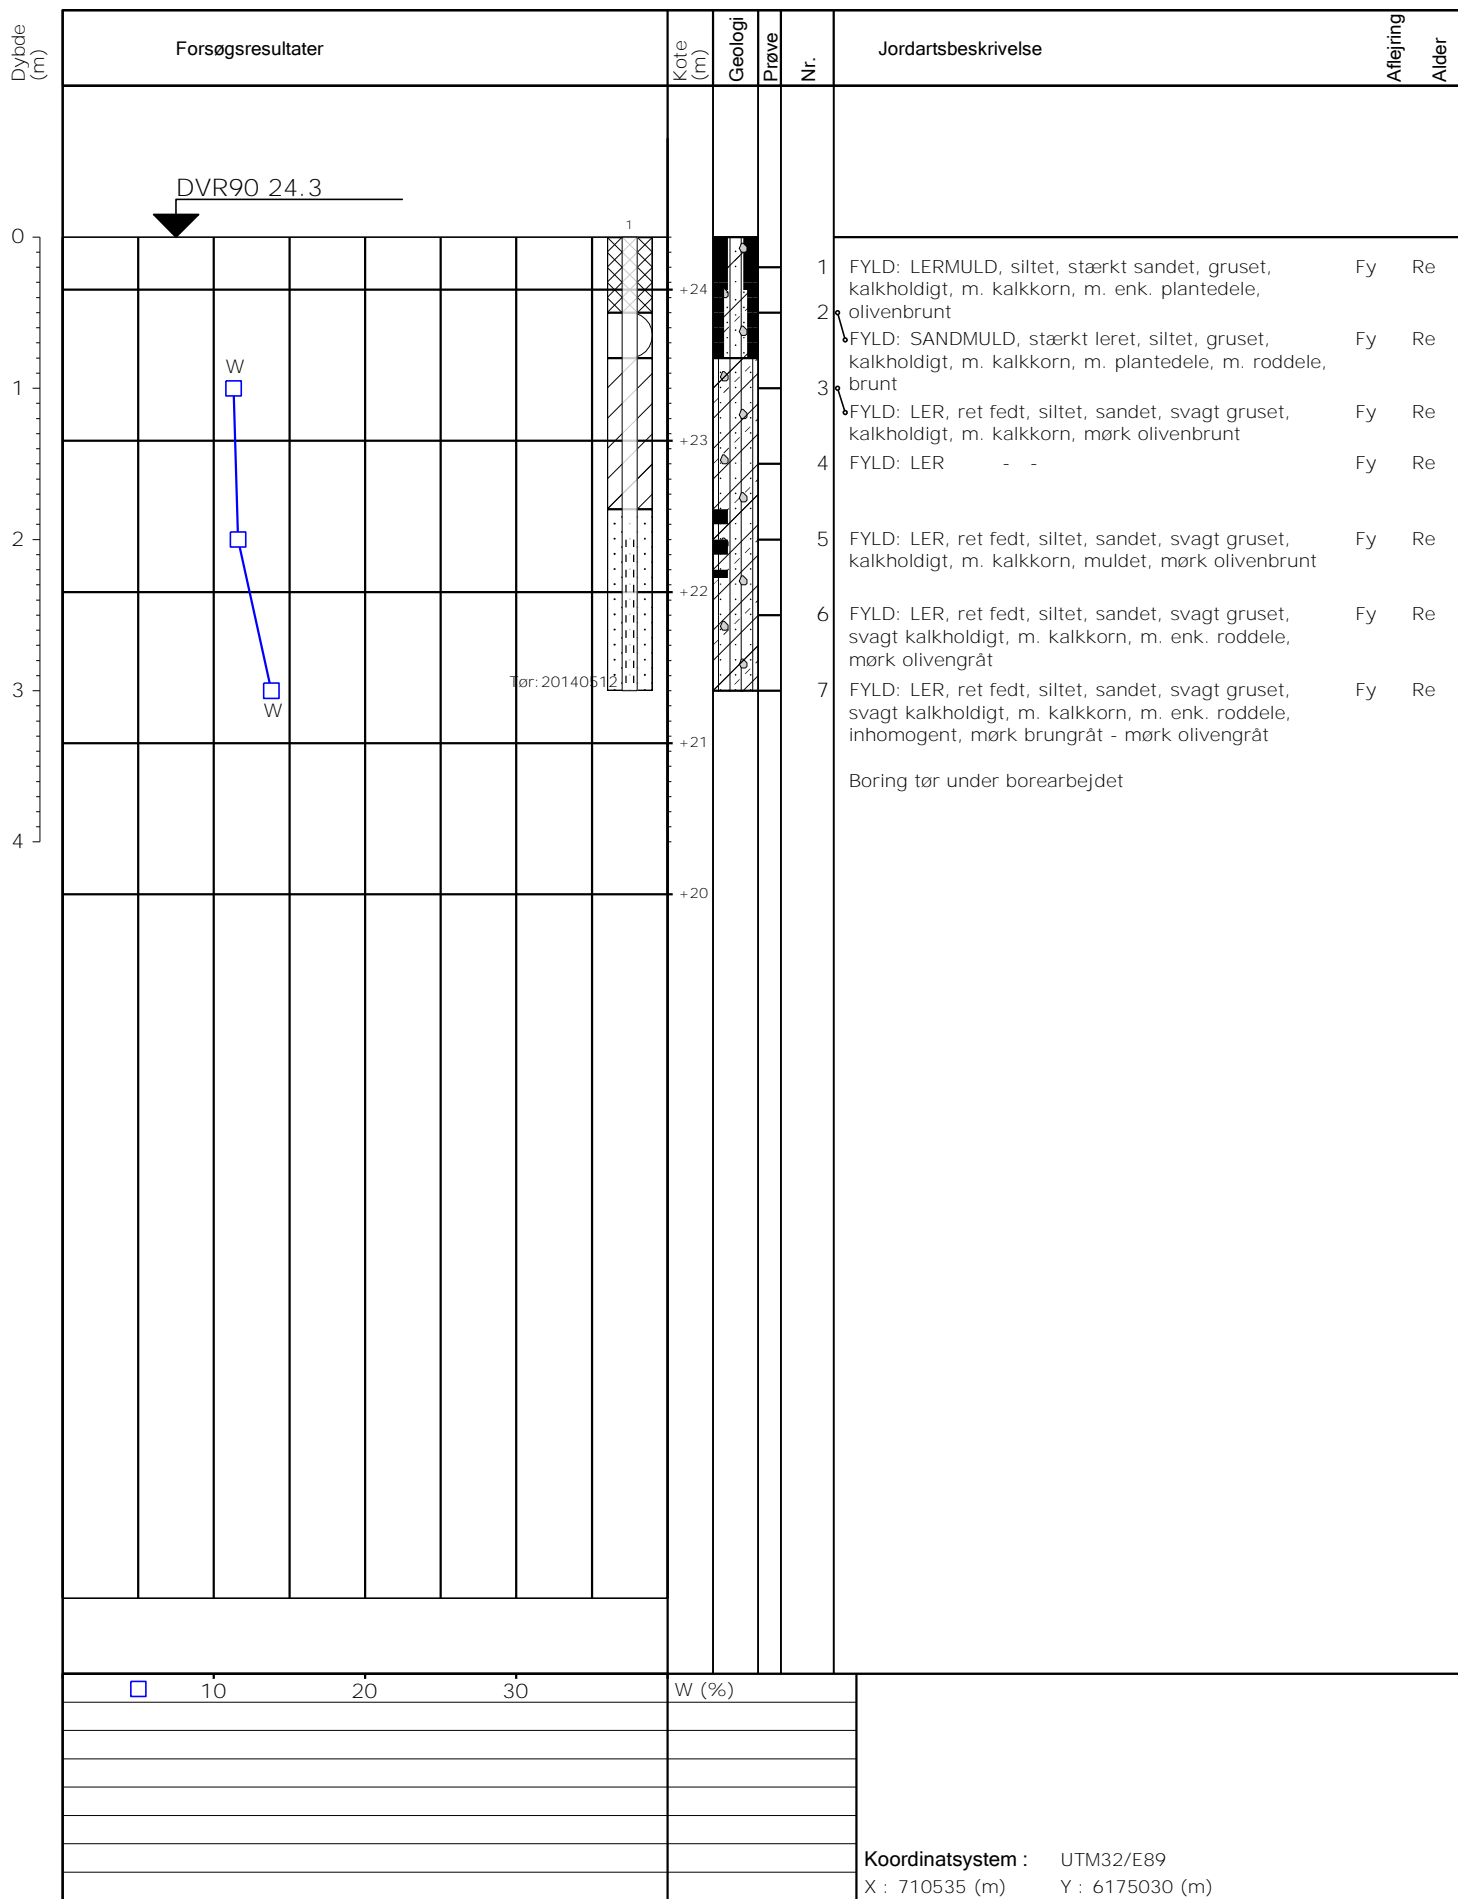 Dybde
(m)
Forsøgsresultater
Kote
(m)
Geologi
Prøve
Nr.
Jordartsbeskrivelse
Aflejring
Alder
DVR90 24.3
1
0
1
2
3
4
W
W
Tør:20140512
+24
+23
+22
+21
+20
1 FYLD: LERMULD, siltet, stærkt sandet, gruset, Fy Re
kalkholdigt, m. kalkkorn, m. enk. plantedele,
olivenbrunt
2 FYLD: SANDMULD, stærkt leret, siltet, gruset, Fy Re
kalkholdigt, m. kalkkorn, m. plantedele, m. roddele,
brunt
3 FYLD: LER, ret fedt, siltet, sandet, svagt gruset, Fy Re
kalkholdigt, m. kalkkorn, mørk olivenbrunt
4 FYLD: LER - - Fy Re
5 FYLD: LER, ret fedt, siltet, sandet, svagt gruset, Fy Re
kalkholdigt, m. kalkkorn, muldet, mørk olivenbrunt
6 FYLD: LER, ret fedt, siltet, sandet, svagt gruset, Fy Re
svagt kalkholdigt, m. kalkkorn, m. enk. roddele,
mørk olivengråt
7 FYLD: LER, ret fedt, siltet, sandet, svagt gruset, Fy Re
svagt kalkholdigt, m. kalkkorn, m. enk. roddele,
inhomogent, mørk brungråt - mørk olivengråt
Boring tør under borearbejdet
10 20 30 W (%)
Koordinatsystem : UTM32/E89
X : 710535 (m) Y : 6175030 (m)